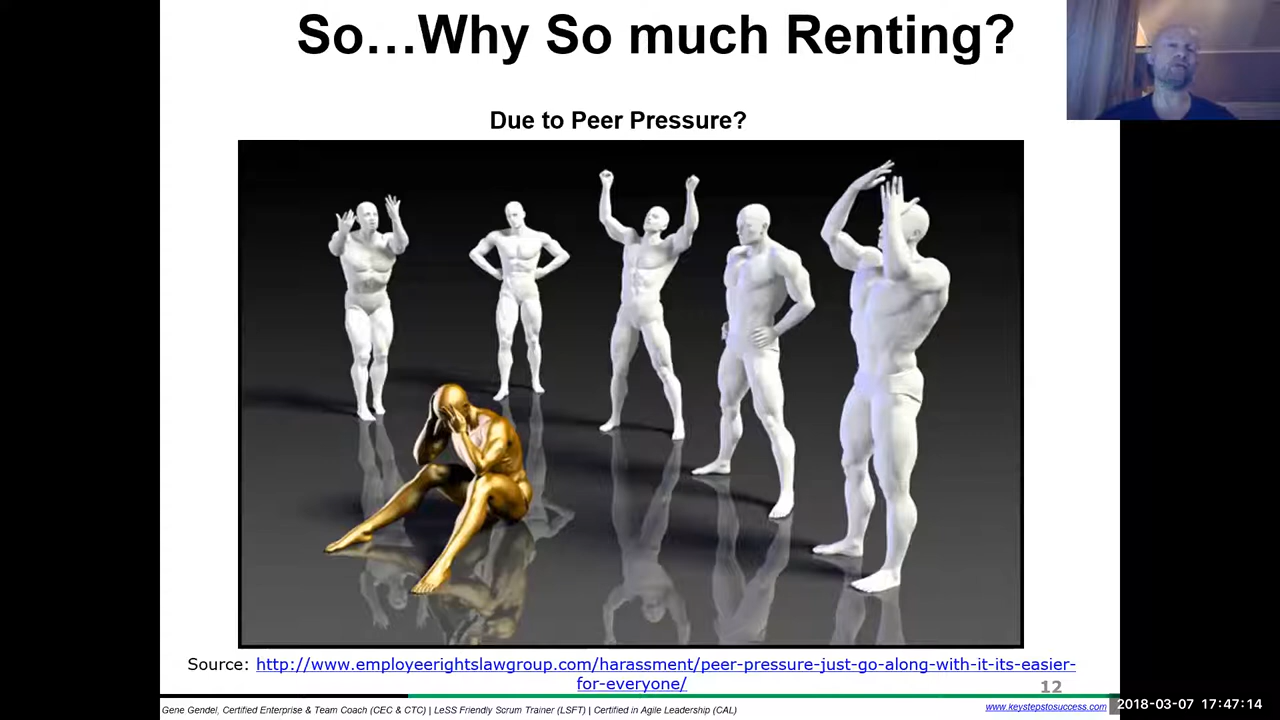 So…Why So much Renting?
Due to Peer Pressure?
Source: http://www.employeerightslawgroup.com/harassment/peer-pressure-just-go-along-with-it-its-easier-
for-everyone/
12
Gene Gendel, Certified Enterprise & Team Coach (CEC & CTC) | LeSS Friendly Scrum Trainer (LSFT) | Certified in Agile Leadership (CAL)
www.keystepstosuccess.com
2018-03-07 17:47:14